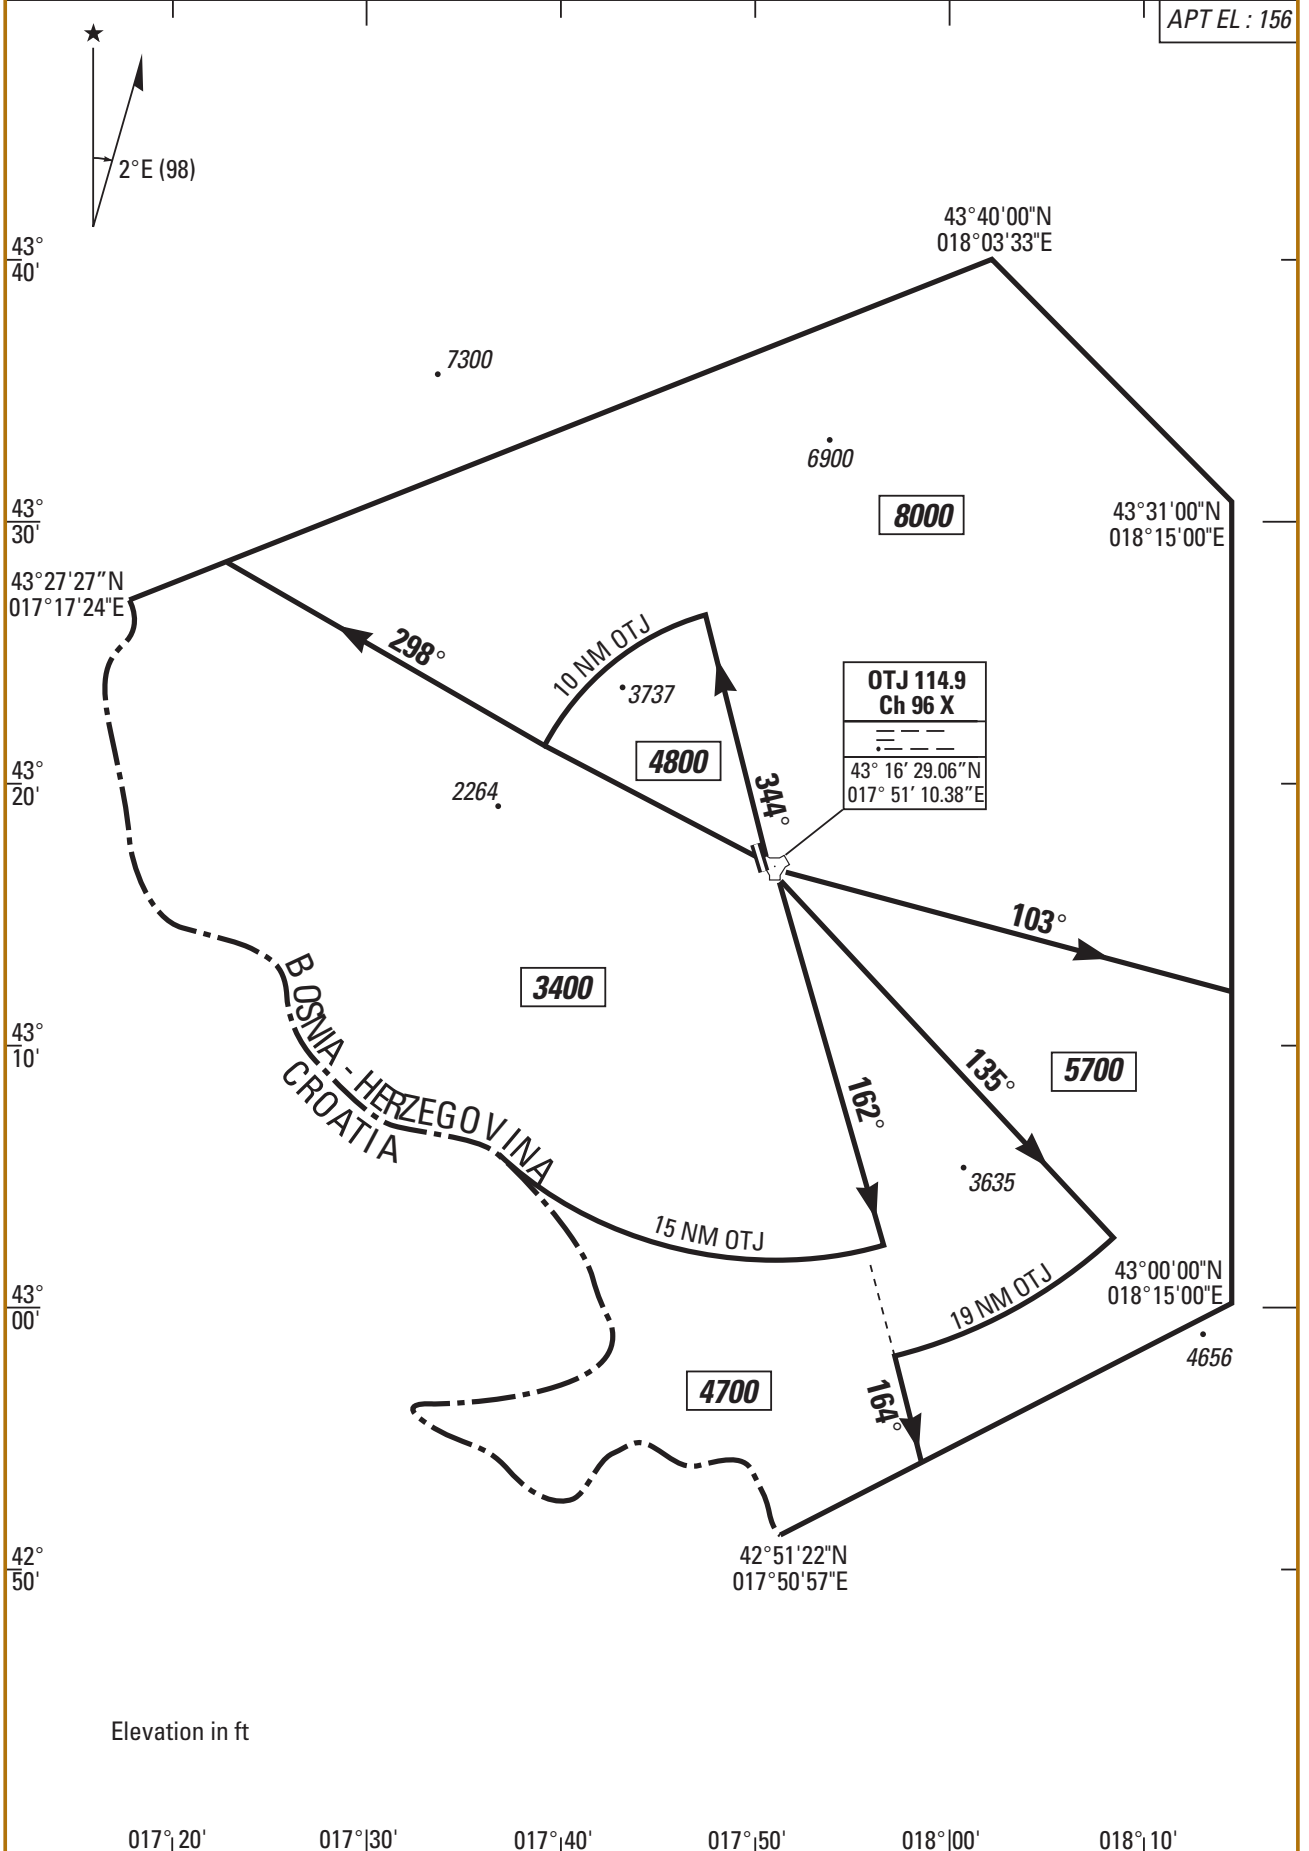 APT EL : 156
2°E (98)
43°40'00"N
018°03'33"E
43°
40'
7300
6900
8000
43°
30'
43°31'00"N
018°15'00"E
43°27'27"N
017°17'24"E
298°
10 NM OTJ
3737
OTJ 114.9
Ch 96 X
43° 16' 29.06"N
017° 51' 10.38"E
4800
344°
43°
20'
2264
103°
3400
BOSNIA - HERZEGOVINA
CROATIA
43°
10'
135°
5700
162°
3635
15 NM OTJ
19 NM OTJ
43°00'00"N
018°15'00"E
43°
00'
4656
4700
164°
42°51'22"N
017°50'57"E
42°
50'
Elevation in ft
017° 20'
017° 30'
017° 40'
017° 50'
018° 00'
018° 10'